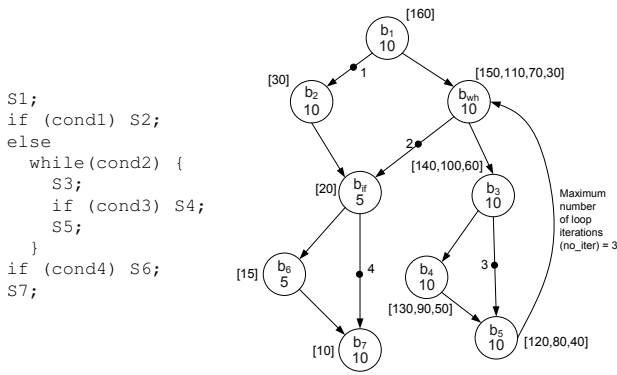 S1;
if (cond1) S2;
else
while(cond2) {
S3;
if (cond3) S4;
S5;
}
if (cond4) S6;
S7;
[160]
b1
10
1
[30]
b2
10
[150,110,70,30]
bwh
10
2
[140,100,60]
[20]
bif
5
b3
10
Maximum
number
of loop
iterations
(no_iter) = 3
[15]
b6
5
4
b4
10
3
[130,90,50]
[10]
b7
10
b5
10
[120,80,40]